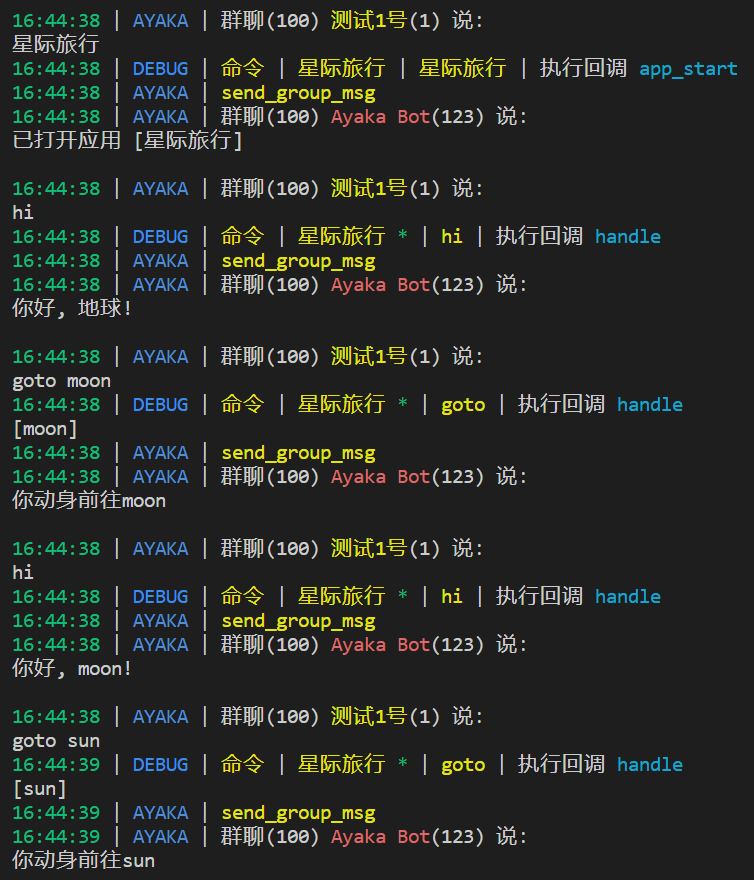 16:44:38 | AYAKA | 群聊(100) 测试1号(1) 说:
星际旅行
16:44:38 | DEBUG | 命令 | 星际旅行 | 星际旅行 | 执行回调 app_start
16:44:38 | AYAKA | send_group_msg
16:44:38 | AYAKA | 群聊(100) Ayaka Bot(123) 说:
已打开应用 [星际旅行]
16:44:38 | AYAKA | 群聊(100) 测试1号(1) 说:
hi
16:44:38 | DEBUG | 命令 | 星际旅行 * | hi | 执行回调 handle
16:44:38 | AYAKA | send_group_msg
16:44:38 | AYAKA | 群聊(100) Ayaka Bot(123) 说:
你好, 地球!
16:44:38 | AYAKA | 群聊(100) 测试1号(1) 说:
goto moon
16:44:38 | DEBUG | 命令 | 星际旅行 * | goto | 执行回调 handle
[moon]
16:44:38 | AYAKA | send_group_msg
16:44:38 | AYAKA | 群聊(100) Ayaka Bot(123) 说:
你动身前往moon
16:44:38 | AYAKA | 群聊(100) 测试1号(1) 说:
hi
16:44:38 | DEBUG | 命令 | 星际旅行 * | hi | 执行回调 handle
16:44:38 | AYAKA | send_group_msg
16:44:38 | AYAKA | 群聊(100) Ayaka Bot(123) 说:
你好, moon!
16:44:38 | AYAKA | 群聊(100) 测试1号(1) 说:
goto sun
16:44:39 | DEBUG | 命令 | 星际旅行 * | goto | 执行回调 handle
[sun]
16:44:39 | AYAKA | send_group_msg
16:44:39 | AYAKA | 群聊(100) Ayaka Bot(123) 说:
你动身前往sun